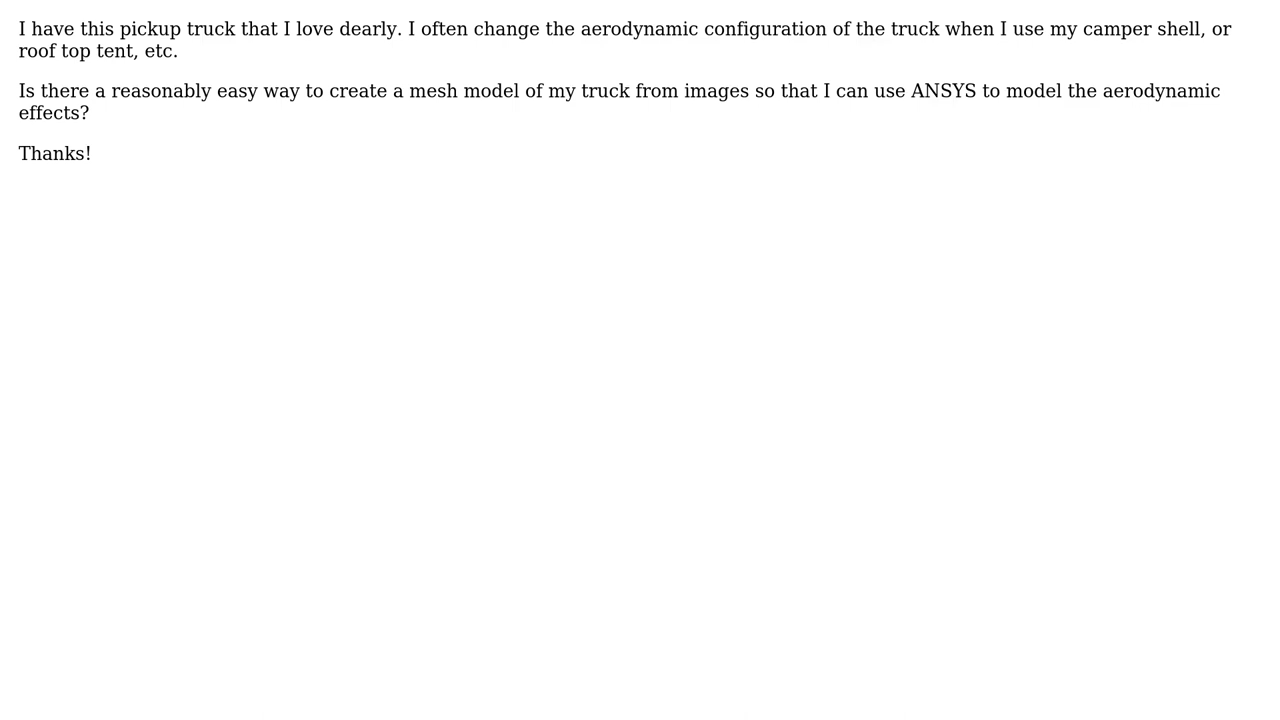 I have this pickup truck that I love dearly. I often change the aerodynamic configuration of the truck when I use my camper shell, or
roof top tent, etc.
Is there a reasonably easy way to create a mesh model of my truck from images so that I can use ANSYS to model the aerodynamic
effects?
Thanks!